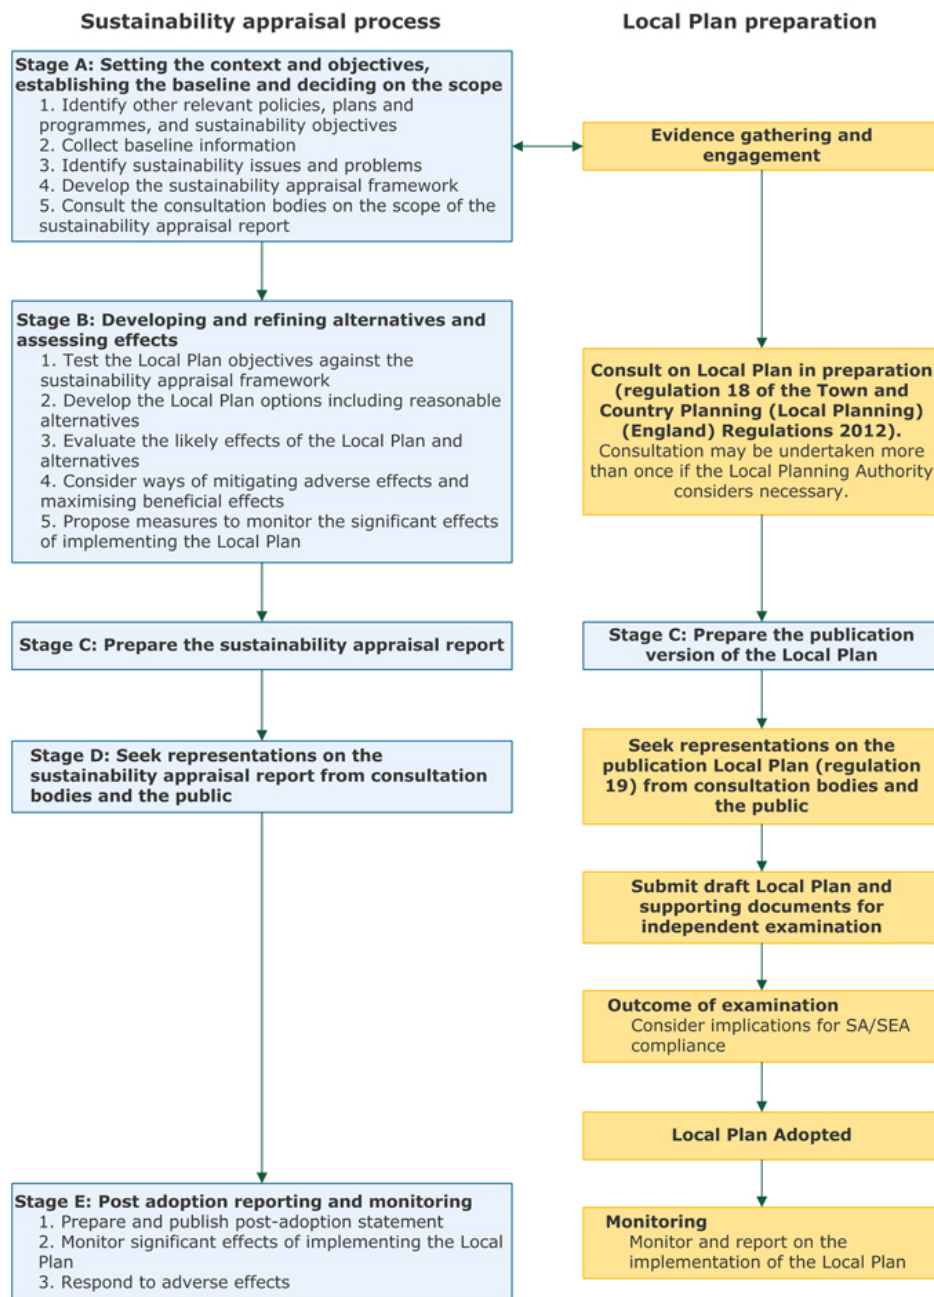 Sustainability appraisal process
Local Plan preparation
Stage A: Setting the context and objectives,
establishing the baseline and deciding on the scope
1. Identify other relevant policies, plans and
programmes, and sustainability objectives
2. Collect baseline information
3. Identify sustainability issues and problems
4. Develop the sustainability appraisal framework
5. Consult the consultation bodies on the scope of the
sustainability appraisal report
Evidence gathering and
engagement
Stage B: Developing and refining alternatives and
assessing effects
1. Test the Local Plan objectives against the
sustainability appraisal framework
2. Develop the Local Plan options including reasonable
alternatives
3. Evaluate the likely effects of the Local Plan and
alternatives
4. Consider ways of mitigating adverse effects and
maximising beneficial effects
5. Propose measures to monitor the significant effects
of implementing the Local Plan
Consult on Local Plan in preparation
(regulation 18 of the Town and
Country Planning (Local Planning)
(England) Regulations 2012).
Consultation may be undertaken more
than once if the Local Planning Authority
considers necessary.
Stage C: Prepare the sustainability appraisal report
Stage C: Prepare the publication
version of the Local Plan
Stage D: Seek representations on the
sustainability appraisal report from consultation
bodies and the public
Seek representations on the
publication Local Plan (regulation
19) from consultation bodies and
the public
Submit draft Local Plan and
supporting documents for
independent examination
Outcome of examination
Consider implications for SA/SEA
compliance
Local Plan Adopted
Stage E: Post adoption reporting and monitoring
1. Prepare and publish post-adoption statement
2. Monitor significant effects of implementing the Local
Plan
3. Respond to adverse effects
Monitoring
Monitor and report on the
implementation of the Local Plan